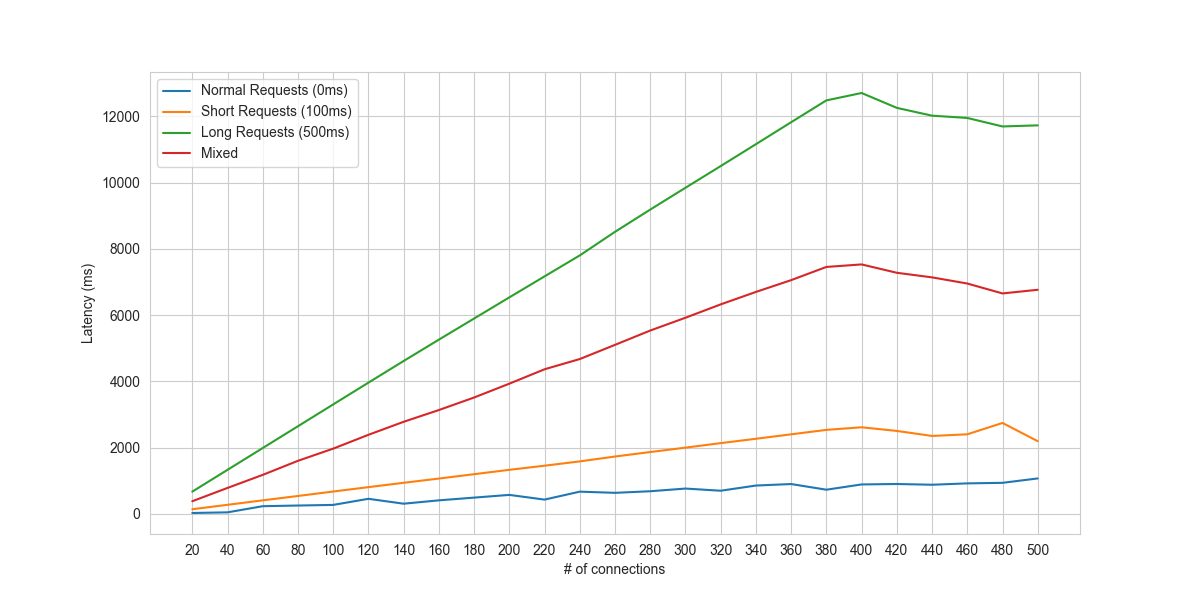 Normal Requests (0ms)
Short Requests (100ms)
Long Requests (500ms)
Mixed
12000
10000
8000
6000
4000
2000
0
Latency (ms)
20 40 60 80 100 120 140 160 180 200 220 240 260 280 300 320 340 360 380 400 420 440 460 480 500
# of connections